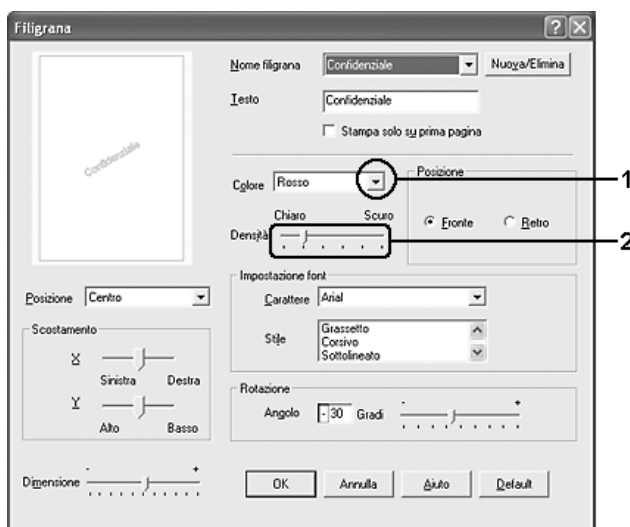 Filigrana
Nome filigrana Confidenziale Nuova/Elimina
Testo Confidenziale
Stampa solo su prima pagina
Confidenziale
Colore Rosso 1
Posizione
Fronte Retro
Densità Chiaro Scuro 2
Impostazione font
Carattere Arial
Stile Grassetto
Corsivo
Sottolineato
Posizione Centro
Scostamento
X
Sinistra Destra
Y
Alto Basso
Rotazione
Angolo -30 Gradi - +
Dimensione - +
OK Annulla Aiuto Default